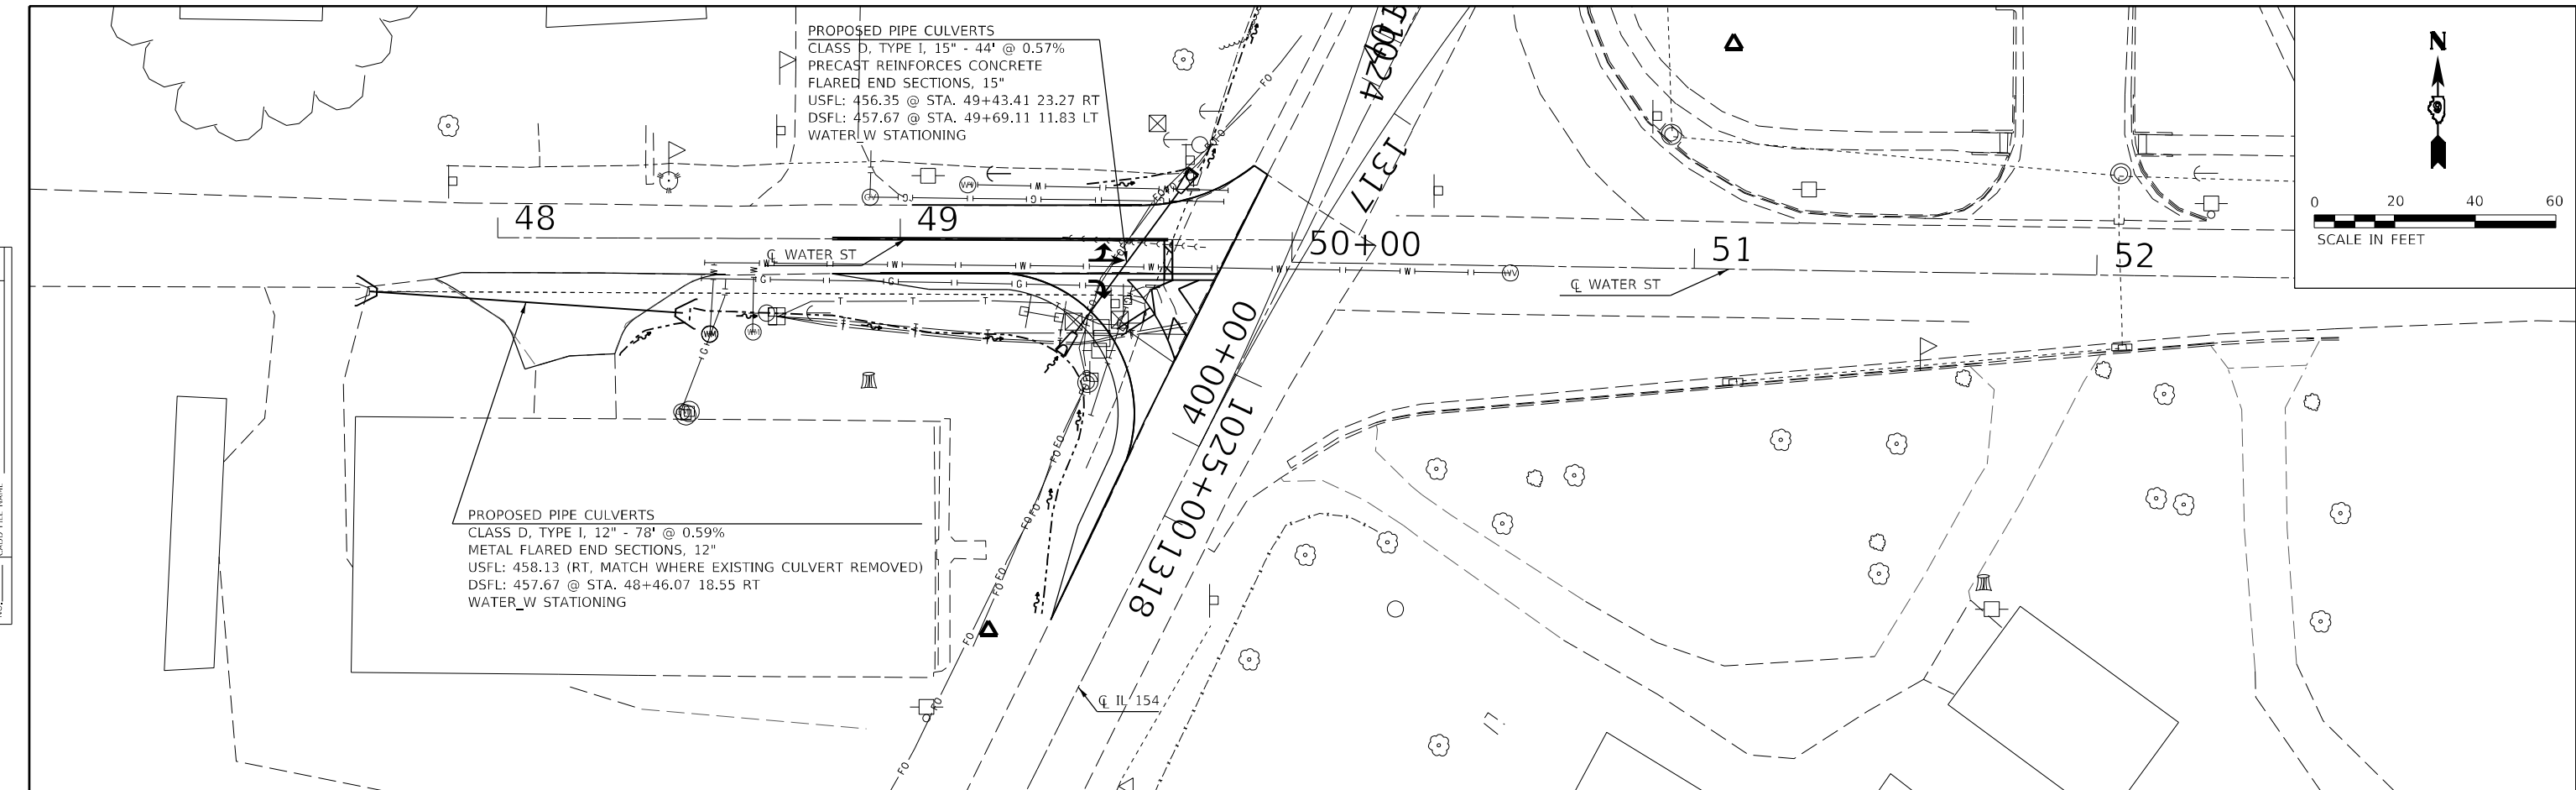 PROPOSED PIPE CULVERTS
CLASS D, TYPE I, 15" - 44' @ 0.57%
PRECAST REINFORCES CONCRETE
FLARED END SECTIONS, 15"
USFL: 456.35 @ STA. 49+43.41 23.27 RT
DSFL: 457.67 @ STA. 49+69.11 11.83 LT
WATER_W STATIONING
1024
1317
N
0 20 40 60
SCALE IN FEET
48
49
50+00
51
52
℄ WATER ST
℄ WATER ST
400+00
1025+00
1318
PROPOSED PIPE CULVERTS
CLASS D, TYPE I, 12" - 78' @ 0.59%
METAL FLARED END SECTIONS, 12"
USFL: 458.13 (RT, MATCH WHERE EXISTING CULVERT REMOVED)
DSFL: 457.67 @ STA. 48+46.07 18.55 RT
WATER_W STATIONING
℄ IL 154